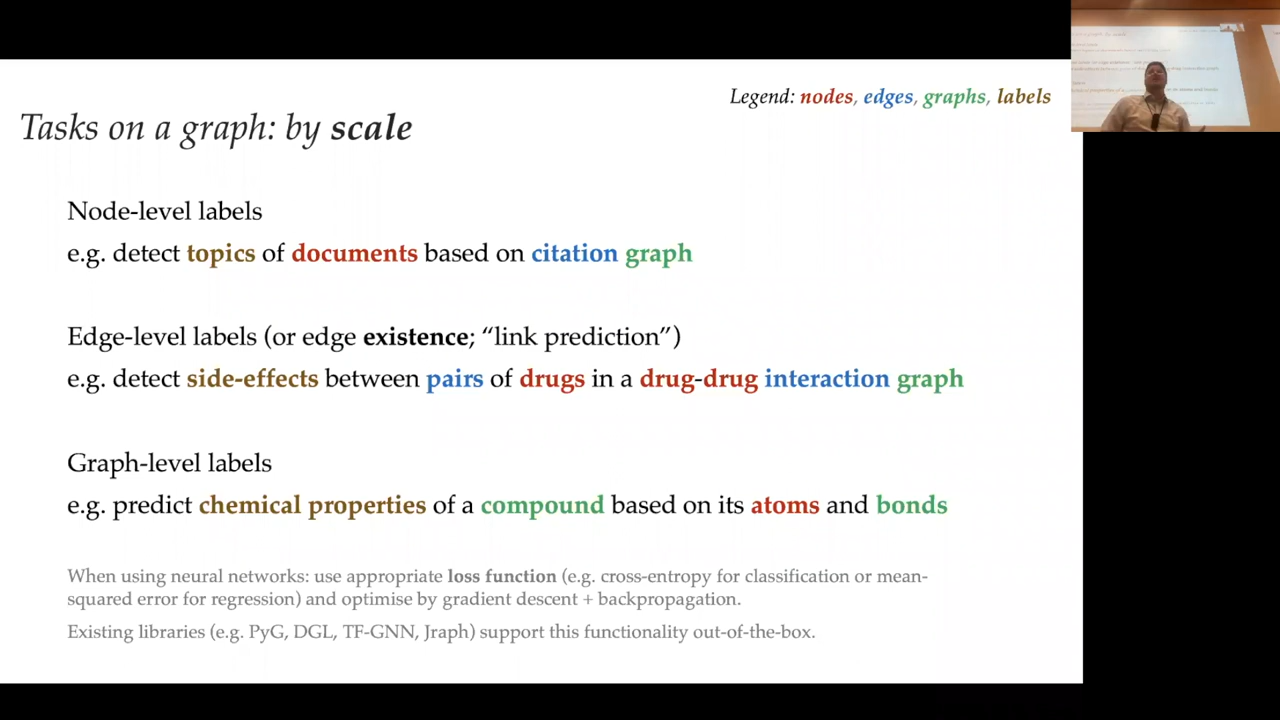 Legend: nodes, edges, graphs, labels
Tasks on a graph: by scale
Node-level labels
e.g. detect topics of documents based on citation graph
Edge-level labels (or edge existence; “link prediction”)
e.g. detect side-effects between pairs of drugs in a drug-drug interaction graph
Graph-level labels
e.g. predict chemical properties of a compound based on its atoms and bonds
When using neural networks: use appropriate loss function (e.g. cross-entropy for classification or mean-
squared error for regression) and optimise by gradient descent + backpropagation.
Existing libraries (e.g. PyG, DGL, TF-GNN, Jraph) support this functionality out-of-the-box.